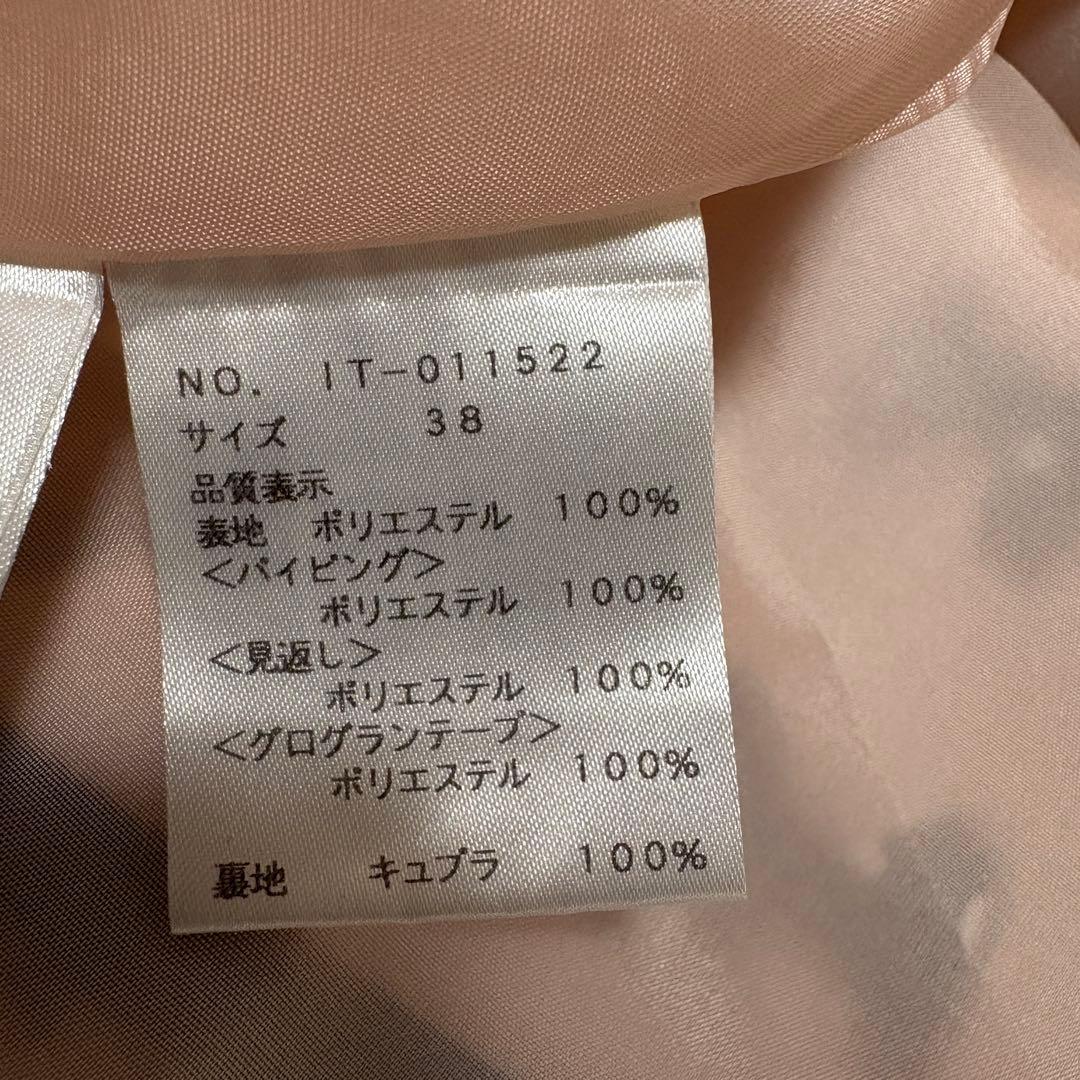 NO. IT-011522
サイズ 38
品質表示
表地 ポリエステル 100%
<パイピング>
ポリエステル 100%
<見返し>
ポリエステル 100%
<グログランテープ>
ポリエステル 100%
裏地 キュプラ 100%